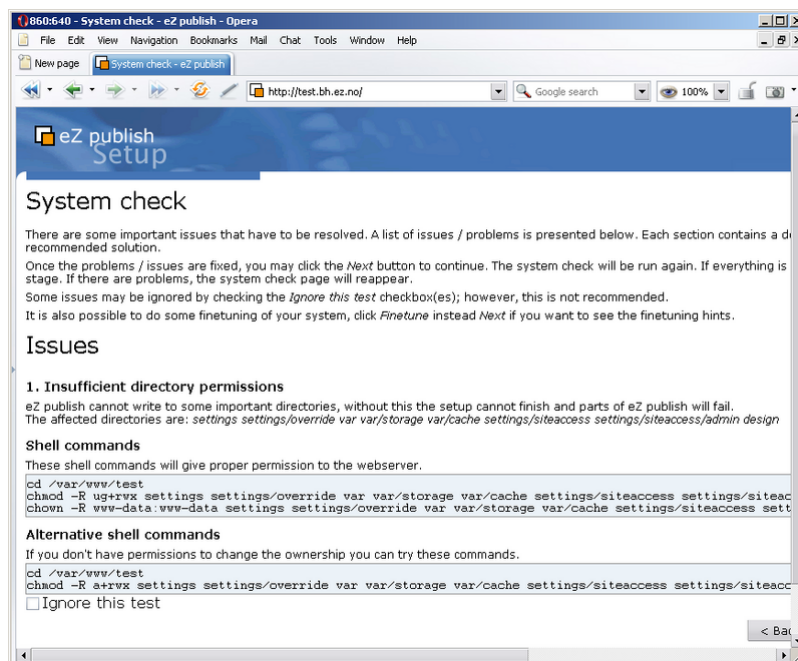 860:640 - System check - eZ publish - Opera
File Edit View Navigation Bookmarks Mail Chat Tools Window Help
New page System check - eZ publish
http://test.bh.ez.no/ Google search 100%
eZ publish
Setup
System check
There are some important issues that have to be resolved. A list of issues / problems is presented below. Each section contains a
recommended solution.
Once the problems / issues are fixed, you may click the Next button to continue. The system check will be run again. If everything is
stage. If there are problems, the system check page will reappear.
Some issues may be ignored by checking the Ignore this test checkbox(es); however, this is not recommended.
It is also possible to do some finetuning of your system, click Finetune instead Next if you want to see the finetuning hints.
Issues
1. Insufficient directory permissions
eZ publish cannot write to some important directories, without this the setup cannot finish and parts of eZ publish will fail.
The affected directories are: settings settings/override var var/storage var/cache settings/siteaccess settings/siteaccess/admin design
Shell commands
These shell commands will give proper permission to the webserver.
cd /var/www/test
chmod -R ug+rwx settings settings/override var var/storage var/cache settings/siteaccess settings/siteac
chown -R www-data:www-data settings settings/override var var/storage var/cache settings/siteaccess sett
Alternative shell commands
If you don't have permissions to change the ownership you can try these commands.
cd /var/www/test
chmod -R a+rwx settings settings/override var var/storage var/cache settings/siteaccess settings/siteacc
Ignore this test
< Bac